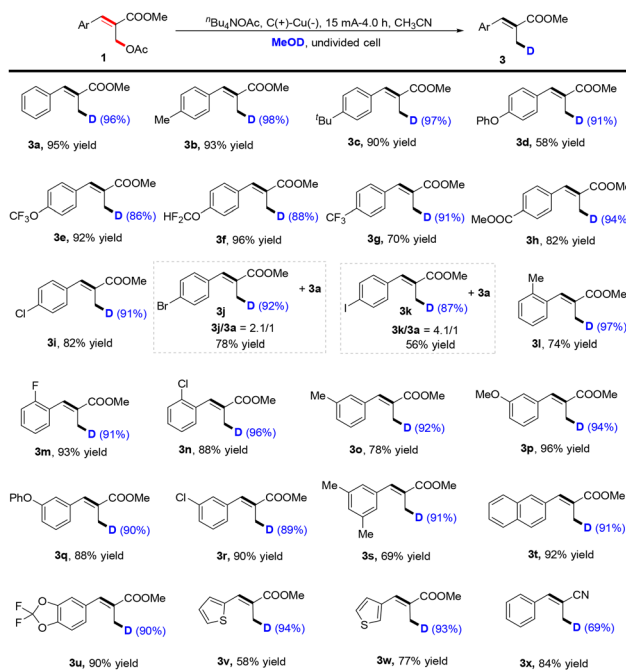 Ar COOMe OAc 1
ⁿBu4NOAc, C(+)-Cu(-), 15 mA-4.0 h, CH3CN
MeOD, undivided cell
Ar COOMe D 3
COOMe D (96%)
3a, 95% yield
COOMe Me D (98%)
3b, 93% yield
COOMe ᵗBu D (97%)
3c, 90% yield
COOMe PhO D (91%)
3d, 58% yield
COOMe OCF3 D (86%)
3e, 92% yield
COOMe HF2CO D (88%)
3f, 96% yield
COOMe CF3 D (91%)
3g, 70% yield
COOMe COOMe D (94%)
3h, 82% yield
COOMe Cl D (91%)
3i, 82% yield
COOMe Br 3j D (92%) + 3a
3j/3a = 2.1/1
78% yield
COOMe I 3k D (87%) + 3a
3k/3a = 4.1/1
56% yield
Me COOMe D (97%)
3l, 74% yield
F COOMe D (91%)
3m, 93% yield
Cl COOMe D (96%)
3n, 88% yield
Me COOMe D (92%)
3o, 78% yield
MeO COOMe D (94%)
3p, 96% yield
PhO COOMe D (90%)
3q, 88% yield
Cl COOMe D (89%)
3r, 90% yield
Me COOMe Me D (91%)
3s, 69% yield
COOMe D (91%)
3t, 92% yield
F F O O COOMe D (90%)
3u, 90% yield
S COOMe D (94%)
3v, 58% yield
S COOMe D (93%)
3w, 77% yield
CN D (69%)
3x, 84% yield